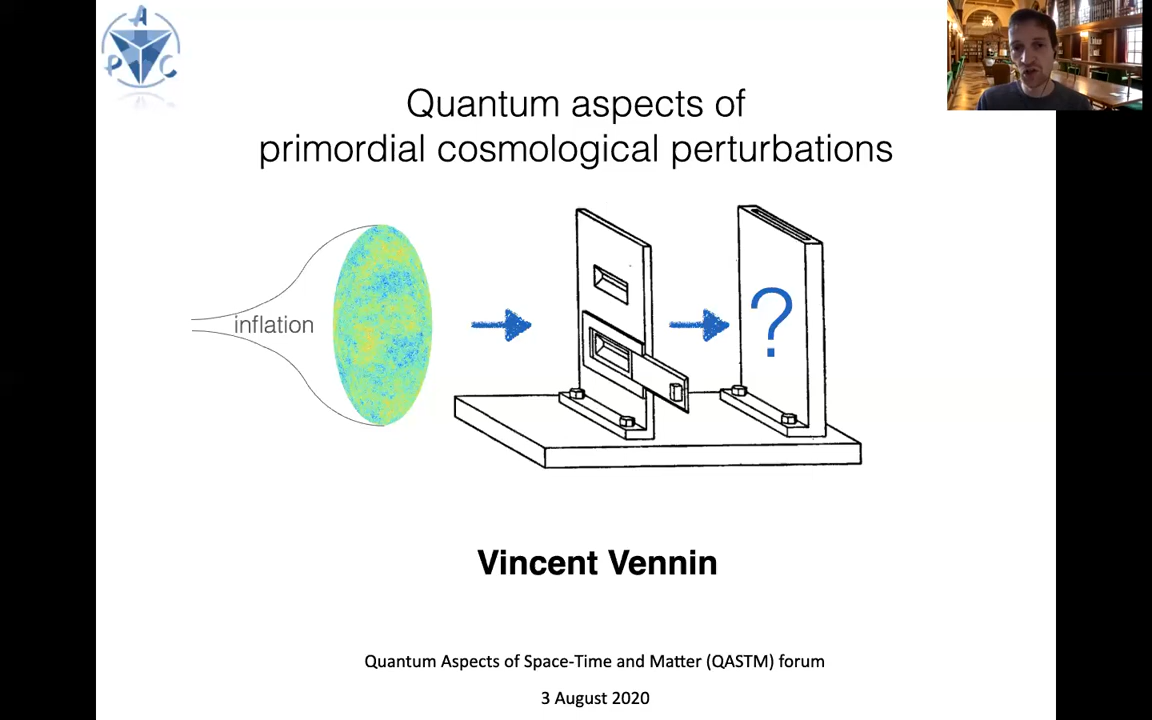 A
P C
Quantum aspects of
primordial cosmological perturbations
inflation
?
Vincent Vennin
Quantum Aspects of Space-Time and Matter (QASTM) forum
3 August 2020